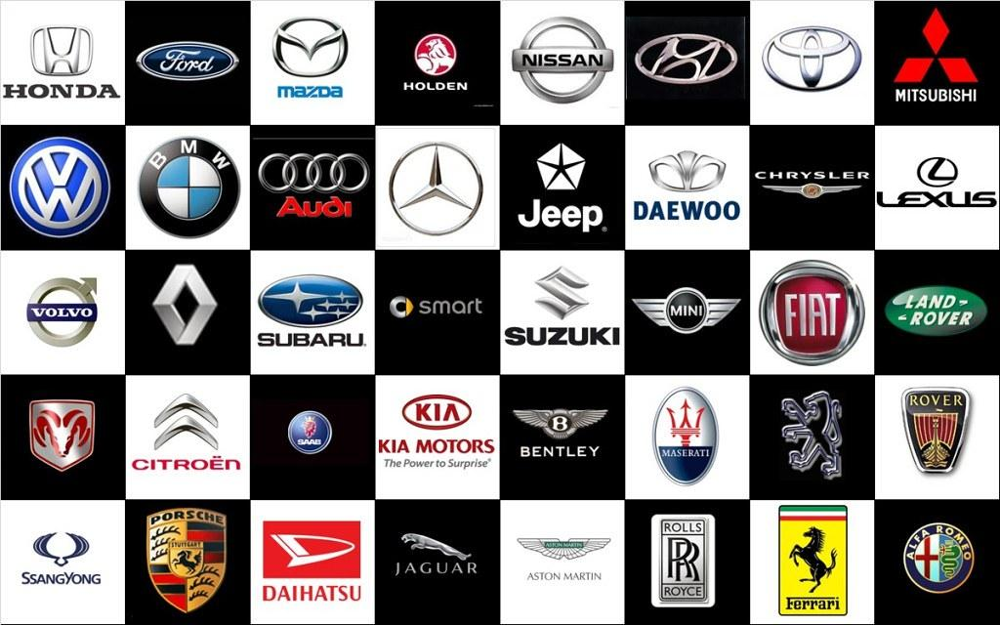 HONDA
Ford
mazda
HOLDEN
NISSAN
MITSUBISHI
VW
BMW
Audi
Jeep®
DAEWOO
CHRYSLER
LEXUS
VOLVO
SUBARU®
smart
SUZUKI
MINI
FIAT
LAND-
ROVER
CITROËN
SAAB
KIA
KIA MOTORS
The Power to Surprise®
B
BENTLEY
MASERATI
ROVER
SSANGYONG
PORSCHE
STUTTGART
DAIHATSU
JAGUAR
ASTON MARTIN
ASTON MARTIN
ROLLS
RR
ROYCE
Ferrari
ALFA ROMEO